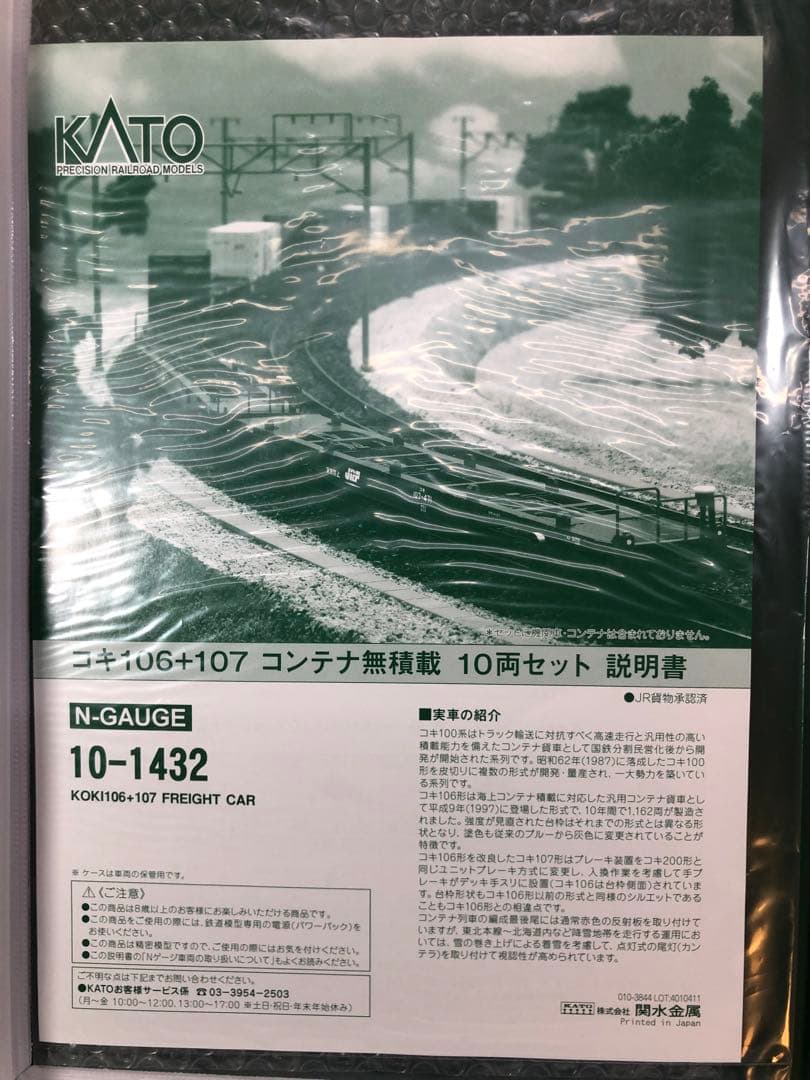 KATO
PRECISION RAILROAD MODELS
JRF
コキ106+107 コンテナ無積載 10両セット 説明書
●JR貨物承認済
N-GAUGE
10-1432
KOKI106+107 FREIGHT CAR
※ ケースは車両の保管用です。
⚠〈ご注意〉
●この商品は8歳以上のお客様にお楽しみいただける商品です。
●この商品をご使用の際には、鉄道模型専用の電源(パワーパック)を
お使いください。
●この商品は精密模型ですので、ご使用の際にはお気を付けください。
●この説明書の「Nゲージ車両の取り扱いについて」もよくお読みください。
ご不明な点は下記までお問い合わせください。
●KATOお客様サービス係 ☎03-3954-2503
(月〜金 10:00〜12:00、13:00〜17:00 ※土日・祝日・年末年始休み)
■実車の紹介
コキ100系はトラック輸送に対抗すべく高速走行と汎用性の高い
積載能力を備えたコンテナ貨車として国鉄分割民営化後から開
発が開始された系列です。昭和62年(1987)に落成したコキ100
形を皮切りに複数の形式が開発・量産され、一大勢力を築いてい
る系列です。
コキ106形は海上コンテナ積載に対応した汎用コンテナ貨車とし
て平成9年(1997)に登場した形式で、10年間で1,162両が製造さ
れました。強度が見直された台枠はそれまでの形式とは異なる形
状となり、塗色も従来のブルーから灰色に変更されていることが
特徴です。
コキ106形を改良したコキ107形はブレーキ装置をコキ200形と
同じユニットブレーキ方式に変更し、入換作業を考慮して手ブ
レーキがデッキ手スリに設置(コキ106は台枠側面)されていま
す。台枠形状もコキ106形以前の形式と同様のシルエットである
こともコキ106形との相違点です。
コンテナ列車の編成最後尾には通常赤色の反射板を取り付けて
いますが、東北本線〜北海道内など降雪地帯を走行する運用にお
いては、雪の巻き上げによる着雪を考慮して、点灯式の尾灯(カン
テラ)を取り付けて視認性が高められています。
010-3844 LOT:4010411
KATO 株式会社 関水金属
Printed in Japan